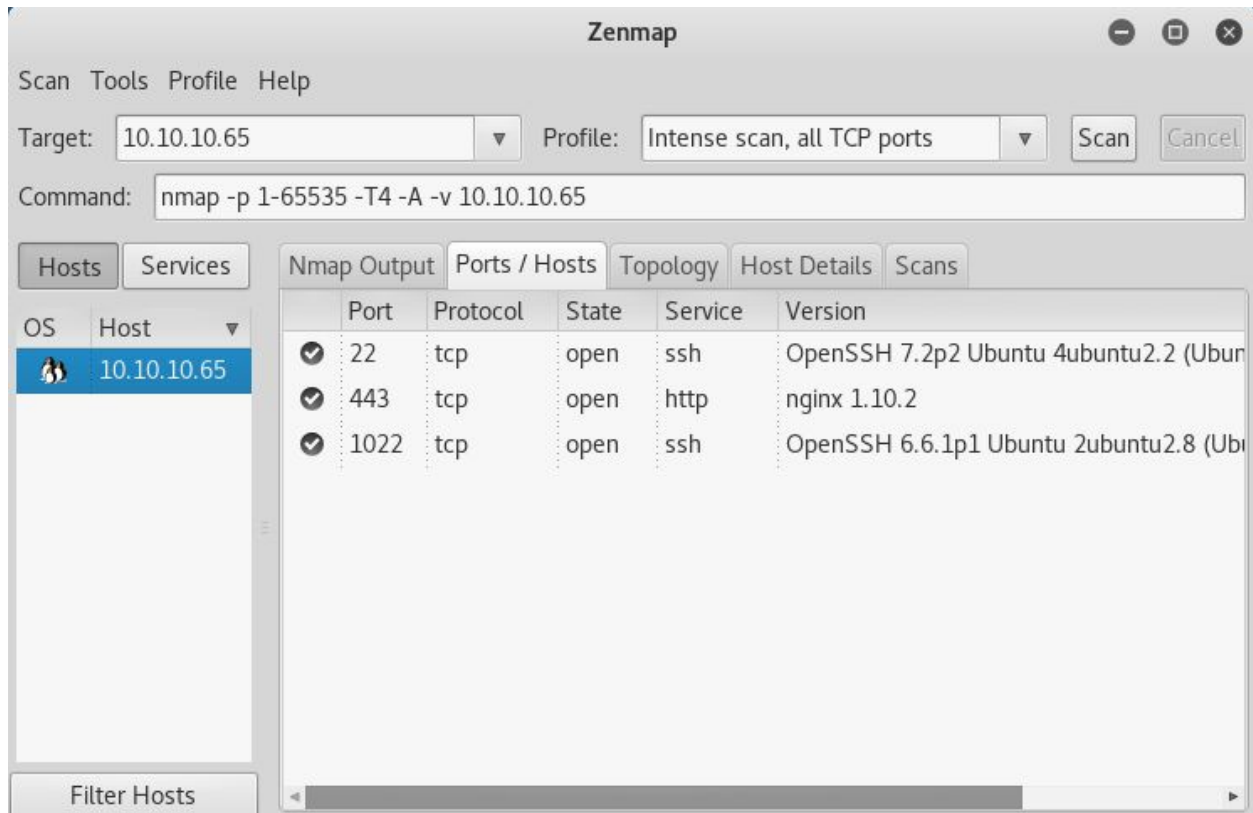 Zenmap
Scan Tools Profile Help
Target: 10.10.10.65 Profile: Intense scan, all TCP ports Scan Cancel
Command: nmap -p 1-65535 -T4 -A -v 10.10.10.65
Hosts Services
Nmap Output Ports / Hosts Topology Host Details Scans
OS Host
10.10.10.65
Port Protocol State Service Version
22 tcp open ssh OpenSSH 7.2p2 Ubuntu 4ubuntu2.2 (Ubun
443 tcp open http nginx 1.10.2
1022 tcp open ssh OpenSSH 6.6.1p1 Ubuntu 2ubuntu2.8 (Ubu
Filter Hosts